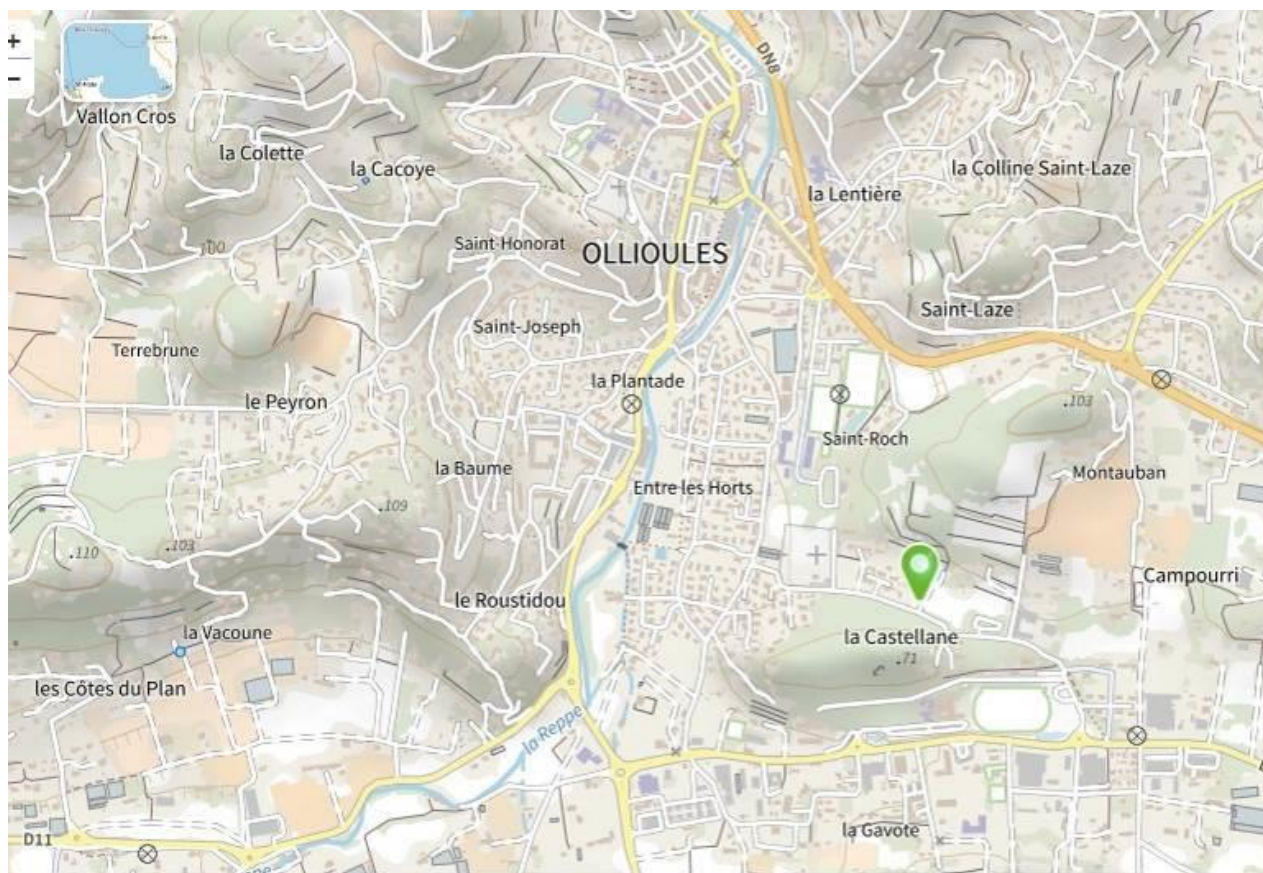 +
−
DN8
Vallon Cros
la Colette
la Cacoye
la Colline Saint-Laze
la Lentière
Saint-Honorat
OLLIOULES
100
Saint-Laze
Saint-Joseph
Terrebrune
la Plantade
le Peyron
.103
Saint-Roch
la Baume
Montauban
Entre les Horts
.109
.110
.103
Campourri
le Roustidou
la Vacoune
la Castellane
.71
les Côtes du Plan
la Reppe
la Gavote
D11